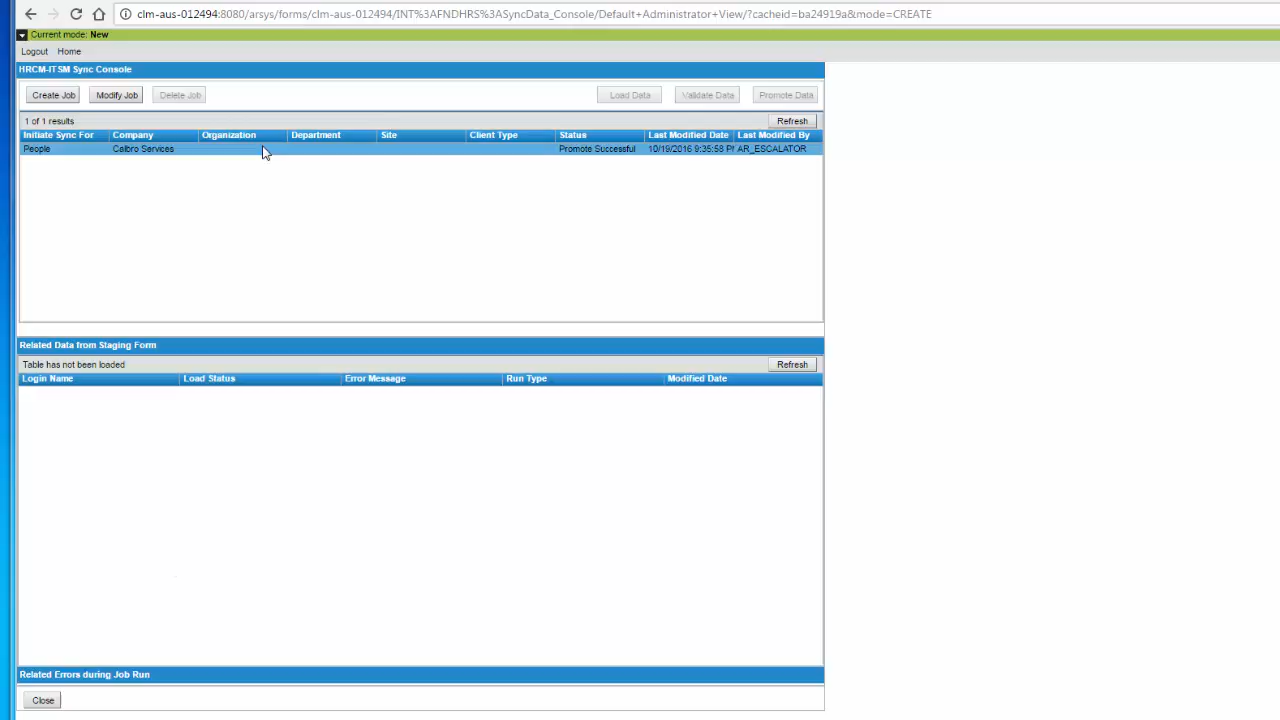 clm-aus-012494:8080/arsys/forms/clm-aus-012494/INT%3AFNDHRS%3ASyncData_Console/Default+Administrator+View/?cacheid=ba24919a&mode=CREATE
Current mode: New
Logout Home
HRCM-ITSM Sync Console
Create Job Modify Job Delete Job Load Data Validate Data Promote Data
1 of 1 results Refresh
Initiate Sync For Company Organization Department Site Client Type Status Last Modified Date Last Modified By
People Calbro Services Promote Successful 10/19/2016 9:35:58 PM AR_ESCALATOR
Related Data from Staging Form
Table has not been loaded Refresh
Login Name Load Status Error Message Run Type Modified Date
Related Errors during Job Run
Close